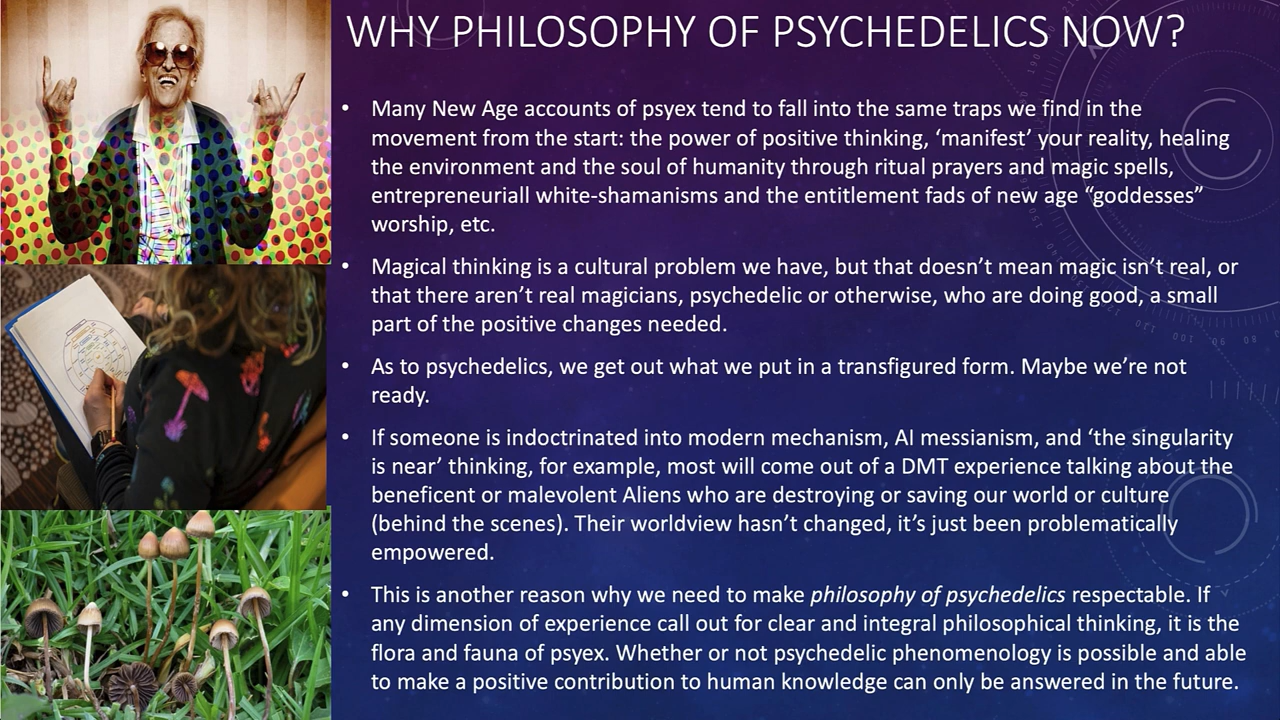 WHY PHILOSOPHY OF PSYCHEDELICS NOW?
• Many New Age accounts of psyex tend to fall into the same traps we find in the
movement from the start: the power of positive thinking, ‘manifest’ your reality, healing
the environment and the soul of humanity through ritual prayers and magic spells,
entrepreneuriall white-shamanisms and the entitlement fads of new age “goddesses”
worship, etc.
• Magical thinking is a cultural problem we have, but that doesn’t mean magic isn’t real, or
that there aren’t real magicians, psychedelic or otherwise, who are doing good, a small
part of the positive changes needed.
• As to psychedelics, we get out what we put in a transfigured form. Maybe we’re not
ready.
• If someone is indoctrinated into modern mechanism, AI messianism, and ‘the singularity
is near’ thinking, for example, most will come out of a DMT experience talking about the
beneficent or malevolent Aliens who are destroying or saving our world or culture
(behind the scenes). Their worldview hasn’t changed, it’s just been problematically
empowered.
• This is another reason why we need to make philosophy of psychedelics respectable. If
any dimension of experience call out for clear and integral philosophical thinking, it is the
flora and fauna of psyex. Whether or not psychedelic phenomenology is possible and able
to make a positive contribution to human knowledge can only be answered in the future.